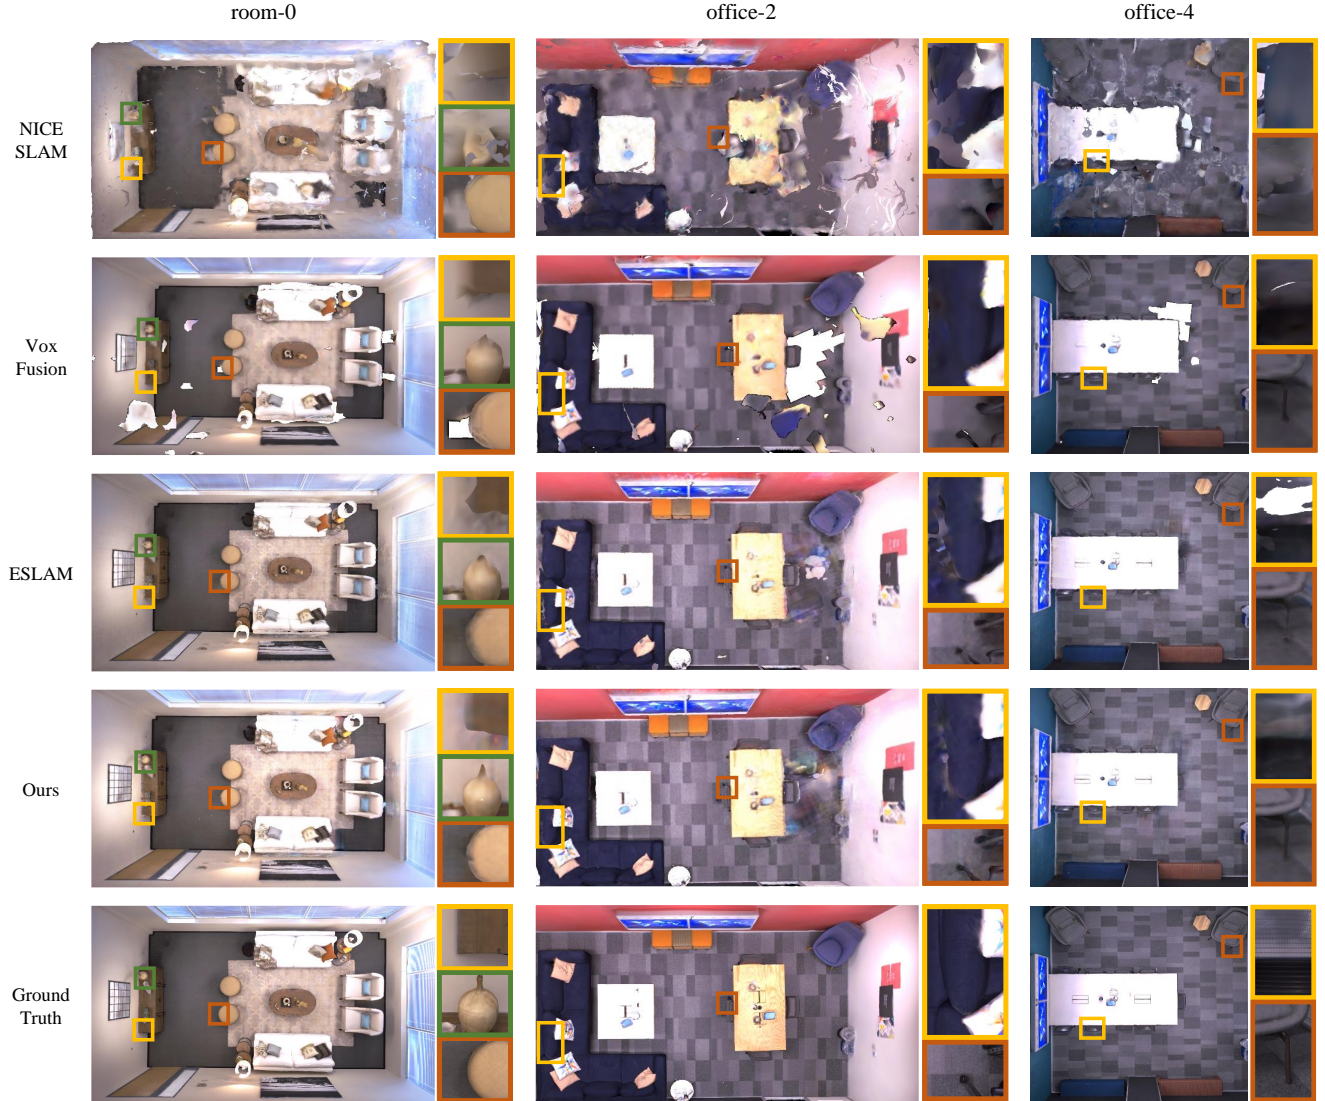 room-0
office-2
office-4
NICE
SLAM
Vox
Fusion
ESLAM
Ours
Ground
Truth